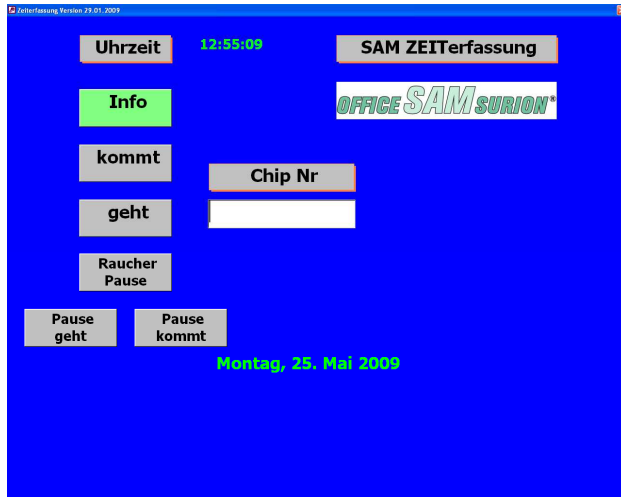 Zeiterfassung Version 29.01.2009
Uhrzeit
12:55:09
SAM ZEITerfassung
Info
OFFICE SAM SURION®
kommt
Chip Nr
geht
Raucher
Pause
Pause
geht
Pause
kommt
Montag, 25. Mai 2009